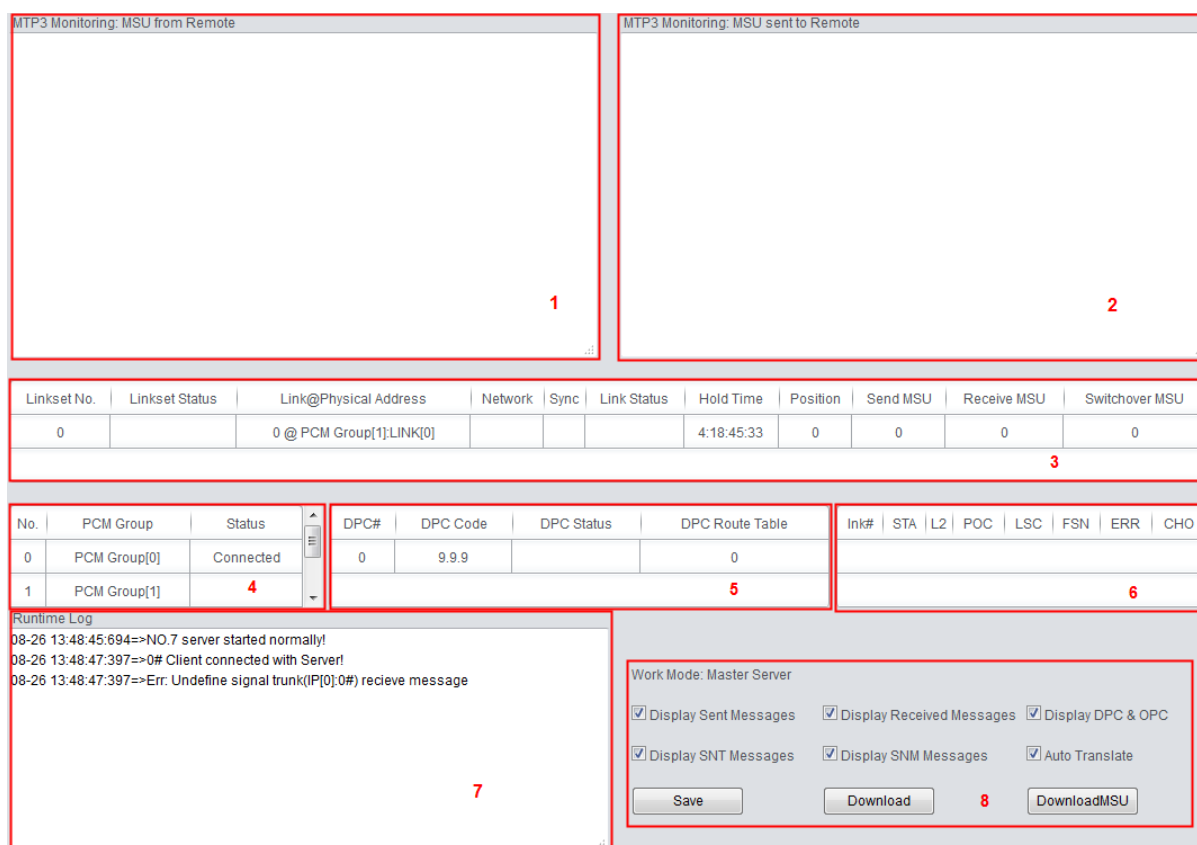 MTP3 Monitoring: MSU from Remote
1
MTP3 Monitoring: MSU sent to Remote
2
Linkset No. Linkset Status Link@Physical Address Network Sync Link Status Hold Time Position Send MSU Receive MSU Switchover MSU
0 0 @ PCM Group[1]:LINK[0] 4:18:45:33 0 0 0 0
3
No. PCM Group Status
0 PCM Group[0] Connected
1 PCM Group[1]
4
DPC# DPC Code DPC Status DPC Route Table
0 9.9.9 0
5
lnk# STA L2 POC LSC FSN ERR CHO
6
Runtime Log
08-26 13:48:45:694=>NO.7 server started normally!
08-26 13:48:47:397=>0# Client connected with Server!
08-26 13:48:47:397=>Err: Undefine signal trunk(IP[0]:0#) recieve message
7
Work Mode: Master Server
Display Sent Messages Display Received Messages Display DPC & OPC
Display SNT Messages Display SNM Messages Auto Translate
Save Download 8 DownloadMSU